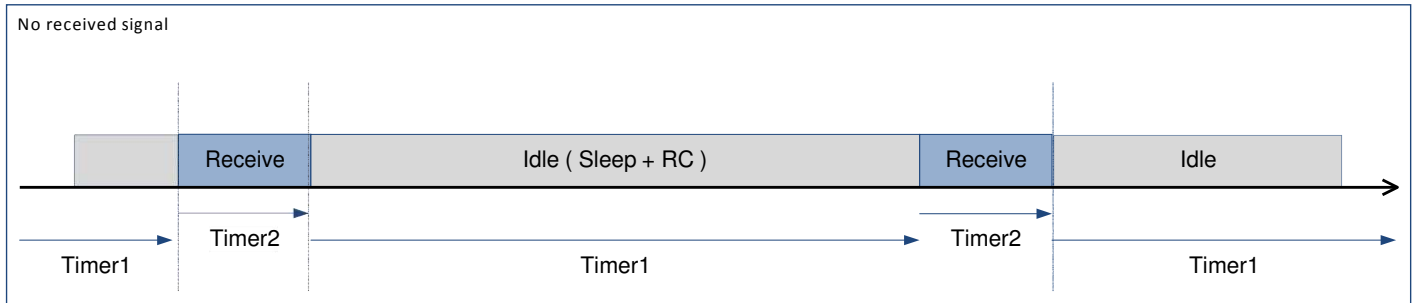 No received signal
Receive
Idle ( Sleep + RC )
Receive
Idle
Timer2
Timer2
Timer1
Timer1
Timer1